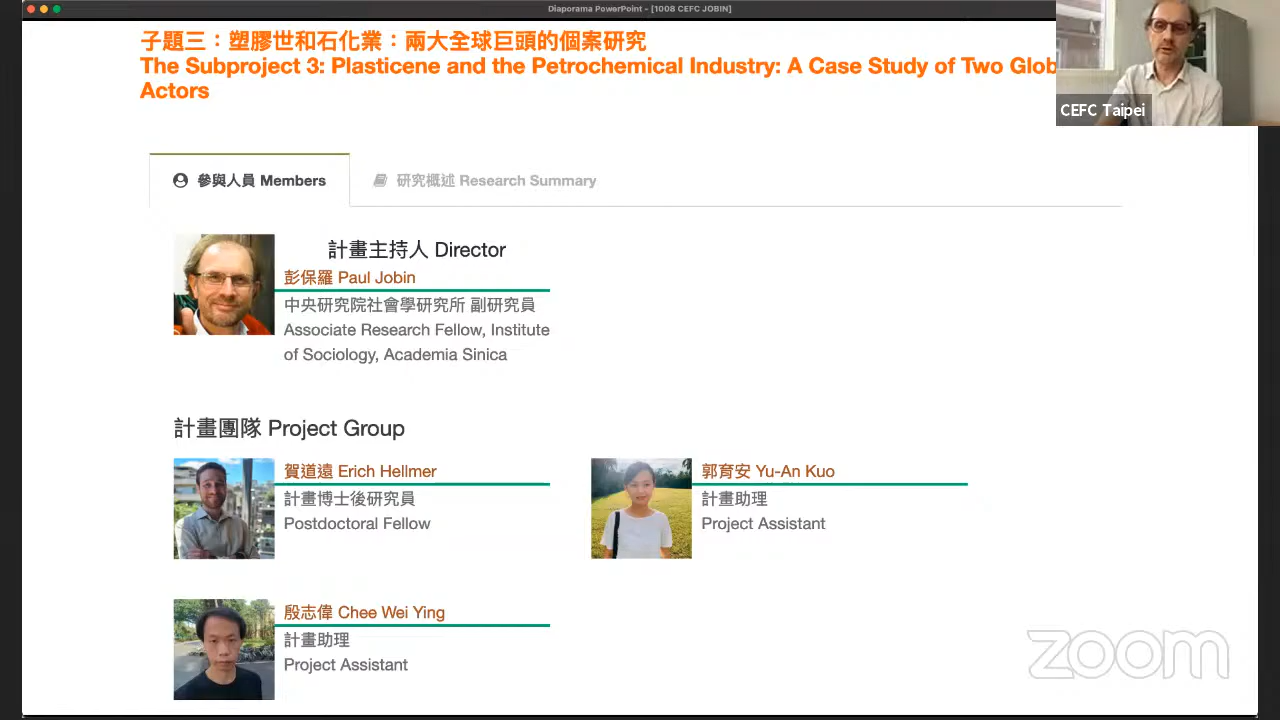 Diaporama PowerPoint - [1008 CEFC JOBIN]
子題三：塑膠世和石化業：兩大全球巨頭的個案研究
The Subproject 3: Plasticene and the Petrochemical Industry: A Case Study of Two Glob
Actors
CEFC Taipei
參與人員 Members
研究概述 Research Summary
計畫主持人 Director
彭保羅 Paul Jobin
中央研究院社會學研究所 副研究員
Associate Research Fellow, Institute
of Sociology, Academia Sinica
計畫團隊 Project Group
賀道遠 Erich Hellmer
計畫博士後研究員
Postdoctoral Fellow
郭育安 Yu-An Kuo
計畫助理
Project Assistant
殷志偉 Chee Wei Ying
計畫助理
Project Assistant
zoom